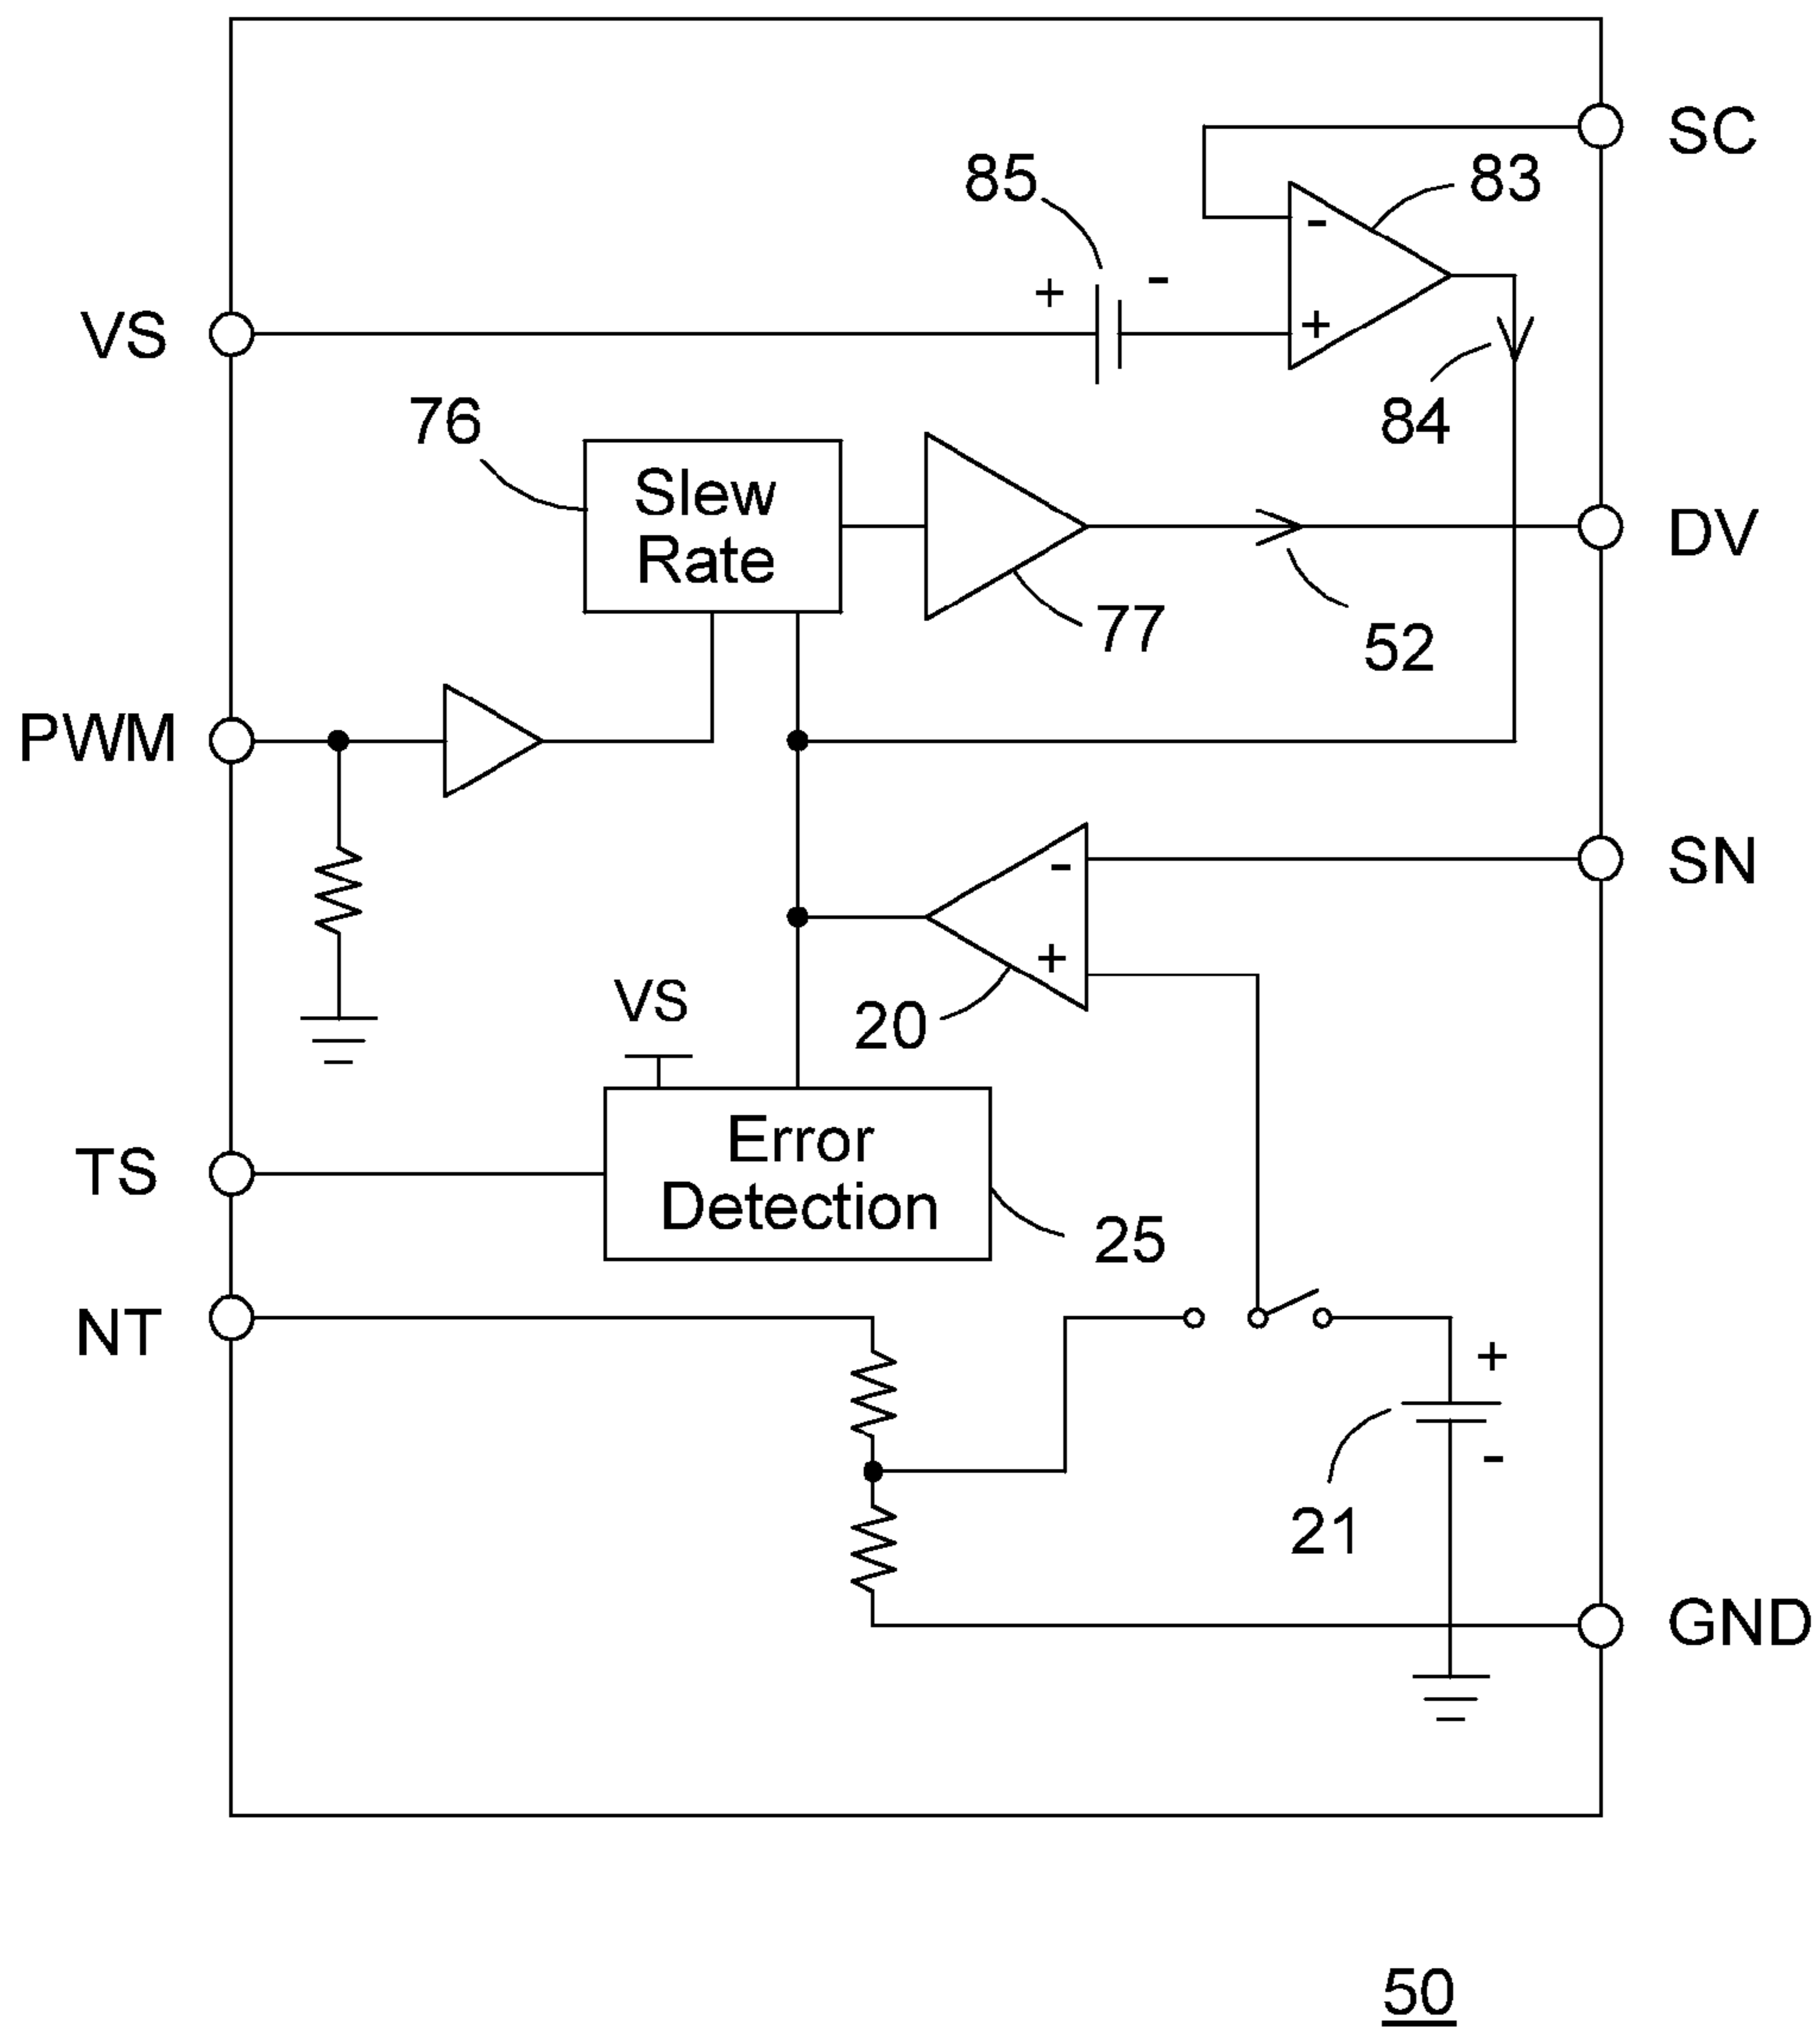 SC
85
83
+
-
-
VS
+
76
84
Slew
Rate
DV
77
52
PWM
-
SN
+
VS
20
TS
Error
Detection
25
NT
+
-
21
GND
50